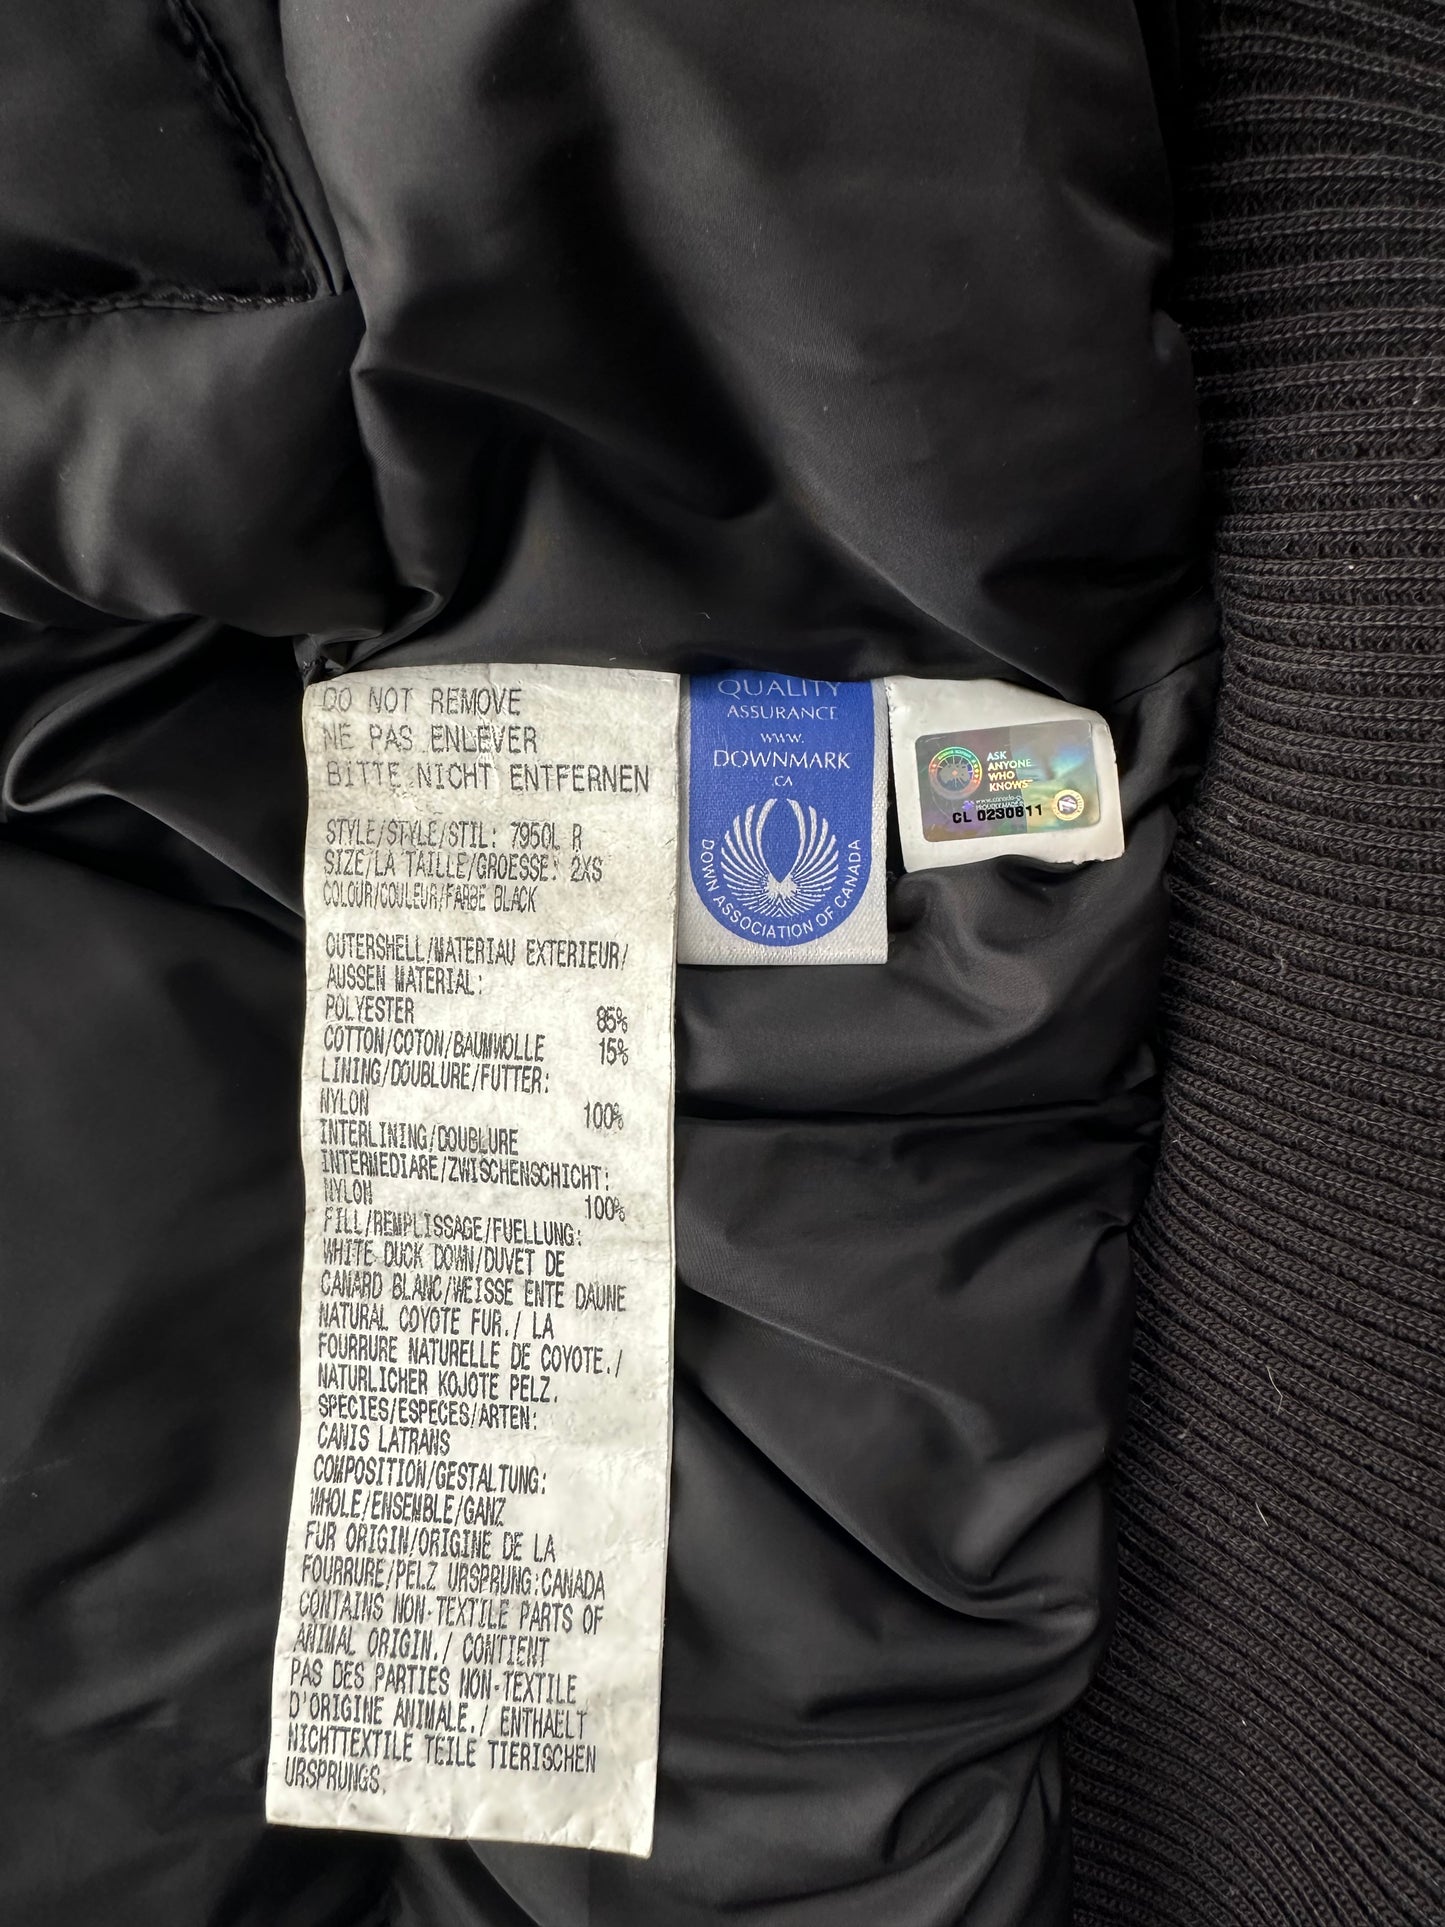 DO NOT REMOVE
NE PAS ENLEVER
BITTE NICHT ENTFERNEN
STYLE/STYLE/STIL: 7950L R
SIZE/LA TAILLE/GROESSE: 2XS
COLOUR/COULEUR/FARBE BLACK
OUTERSHELL/MATERIAU EXTERIEUR/
AUSSEN MATERIAL:
POLYESTER 85%
COTTON/COTON/BAUMWOLLE 15%
LINING/DOUBLURE/FUTTER:
NYLON 100%
INTERLINING/DOUBLURE
INTERMEDIARE/ZWISCHENSCHICHT:
NYLON 100%
FILL/REMPLISSAGE/FUELLUNG:
WHITE DUCK DOWN/DUVET DE
CANARD BLANC/WEISSE ENTE DAUNE
NATURAL COYOTE FUR./ LA
FOURRURE NATURELLE DE COYOTE./
NATURLICHER KOJOTE PELZ.
SPECIES/ESPECES/ARTEN:
CANIS LATRANS
COMPOSITION/GESTALTUNG:
WHOLE/ENSEMBLE/GANZ
FUR ORIGIN/ORIGINE DE LA
FOURRURE/PELZ URSPRUNG:CANADA
CONTAINS NON-TEXTILE PARTS OF
ANIMAL ORIGIN./ CONTIENT
PAS DES PARTIES NON-TEXTILE
D'ORIGINE ANIMALE./ ENTHAELT
NICHTTEXTILE TEILE TIERISCHEN
URSPRUNGS.
QUALITY
ASSURANCE
www.
DOWNMARK
.CA
DOWN ASSOCIATION OF CANADA
ASK
ANYONE
WHO
KNOWS™
CL 0230811